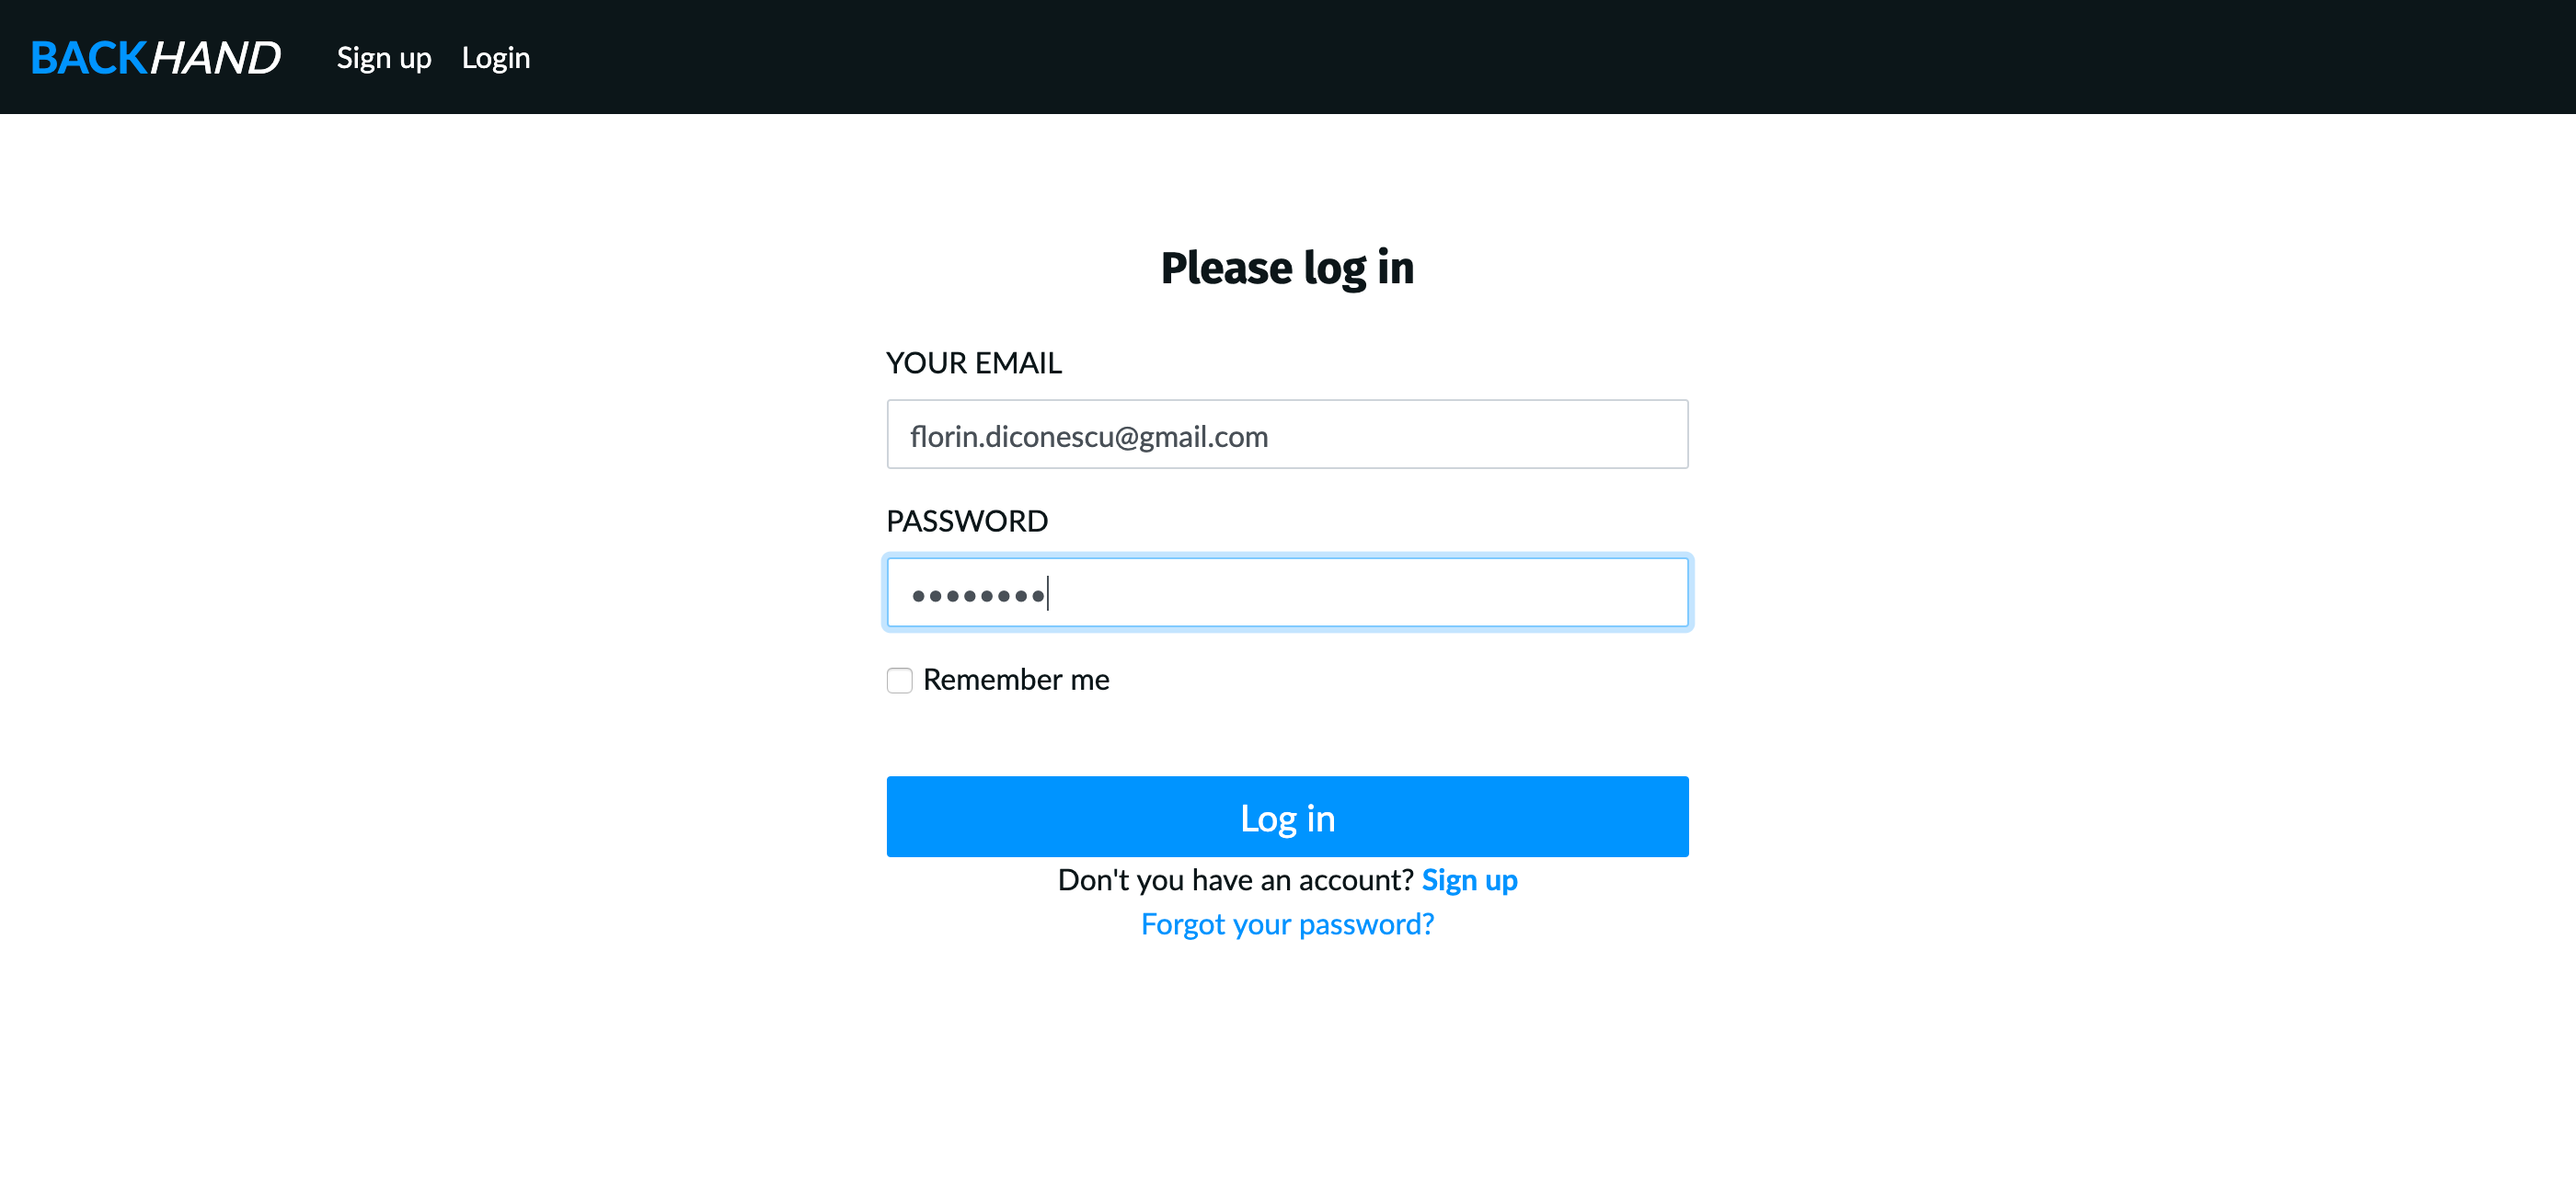 BACKHAND Sign up Login
Please log in
YOUR EMAIL
florin.diconescu@gmail.com
PASSWORD
••••••••
Remember me
Log in
Don't you have an account? Sign up
Forgot your password?